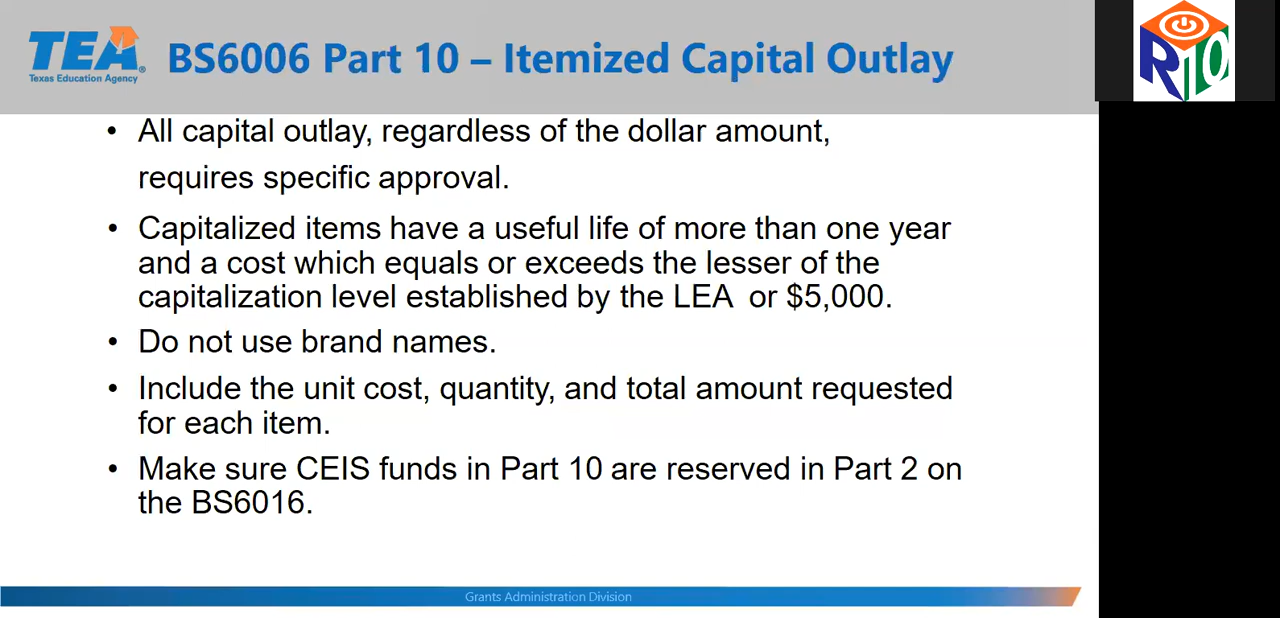 TEA
Texas Education Agency
BS6006 Part 10 – Itemized Capital Outlay
R10
• All capital outlay, regardless of the dollar amount,
requires specific approval.
• Capitalized items have a useful life of more than one year
and a cost which equals or exceeds the lesser of the
capitalization level established by the LEA or $5,000.
• Do not use brand names.
• Include the unit cost, quantity, and total amount requested
for each item.
• Make sure CEIS funds in Part 10 are reserved in Part 2 on
the BS6016.
Grants Administration Division